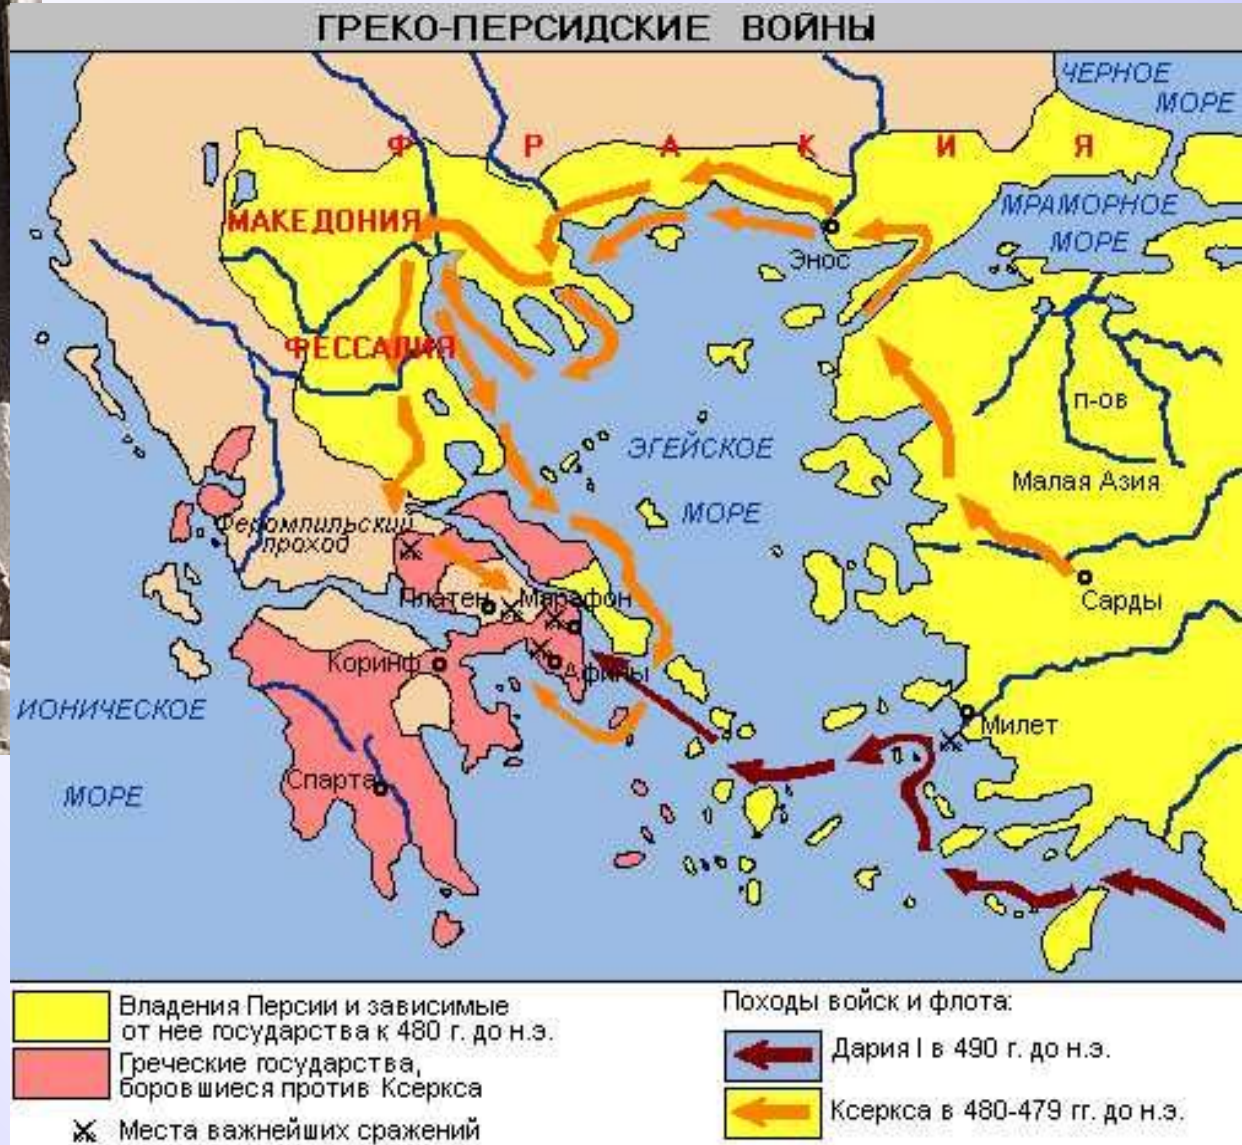 ГРЕКО-ПЕРСИДСКИЕ ВОЙНЫ
ЧЕРНОЕ
МОРЕ
Ф Р А К И Я
МАКЕДОНИЯ
МРАМОРНОЕ
МОРЕ
Энос
ФЕССАЛИЯ
п-ов
Малая Азия
ЭГЕЙСКОЕ
МОРЕ
Феромпильский
проход
Платеи
Марафон
Сарды
Коринф
Афины
ИОНИЧЕСКОЕ
МОРЕ
Милет
Спарта
Владения Персии и зависимые
от нее государства к 480 г. до н.э.
Греческие государства,
боровшиеся против Ксеркса
Места важнейших сражений
Походы войск и флота:
Дария I в 490 г. до н.э.
Ксеркса в 480-479 гг. до н.э.